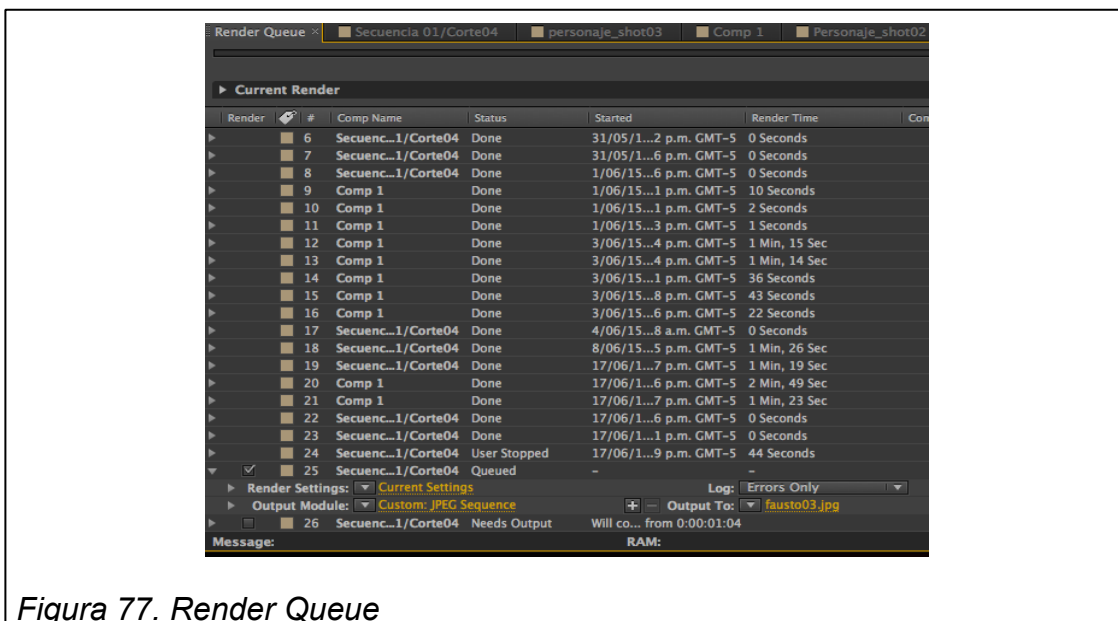 Render Queue × Secuencia 01/Corte04 personaje_shot03 Comp 1 Personaje_shot02
Current Render
Render # Comp Name Status Started Render Time Con
6 Secuenc...1/Corte04 Done 31/05/1...2 p.m. GMT-5 0 Seconds
7 Secuenc...1/Corte04 Done 31/05/1...6 p.m. GMT-5 0 Seconds
8 Secuenc...1/Corte04 Done 1/06/15...6 p.m. GMT-5 0 Seconds
9 Comp 1 Done 1/06/15...1 p.m. GMT-5 10 Seconds
10 Comp 1 Done 1/06/15...1 p.m. GMT-5 2 Seconds
11 Comp 1 Done 1/06/15...3 p.m. GMT-5 1 Seconds
12 Comp 1 Done 3/06/15...4 p.m. GMT-5 1 Min, 15 Sec
13 Comp 1 Done 3/06/15...4 p.m. GMT-5 1 Min, 14 Sec
14 Comp 1 Done 3/06/15...1 p.m. GMT-5 36 Seconds
15 Comp 1 Done 3/06/15...8 p.m. GMT-5 43 Seconds
16 Comp 1 Done 3/06/15...6 p.m. GMT-5 22 Seconds
17 Secuenc...1/Corte04 Done 4/06/15...8 a.m. GMT-5 0 Seconds
18 Secuenc...1/Corte04 Done 8/06/15...5 p.m. GMT-5 1 Min, 26 Sec
19 Secuenc...1/Corte04 Done 17/06/1...7 p.m. GMT-5 1 Min, 19 Sec
20 Comp 1 Done 17/06/1...6 p.m. GMT-5 2 Min, 49 Sec
21 Comp 1 Done 17/06/1...7 p.m. GMT-5 1 Min, 23 Sec
22 Secuenc...1/Corte04 Done 17/06/1...6 p.m. GMT-5 0 Seconds
23 Secuenc...1/Corte04 Done 17/06/1...1 p.m. GMT-5 0 Seconds
24 Secuenc...1/Corte04 User Stopped 17/06/1...9 p.m. GMT-5 44 Seconds
25 Secuenc...1/Corte04 Queued - -
Render Settings: Current Settings Log: Errors Only
Output Module: Custom: JPEG Sequence + - Output To: fausto03.jpg
26 Secuenc...1/Corte04 Needs Output Will co... from 0:00:01:04
Message: RAM:
Figura 77. Render Queue